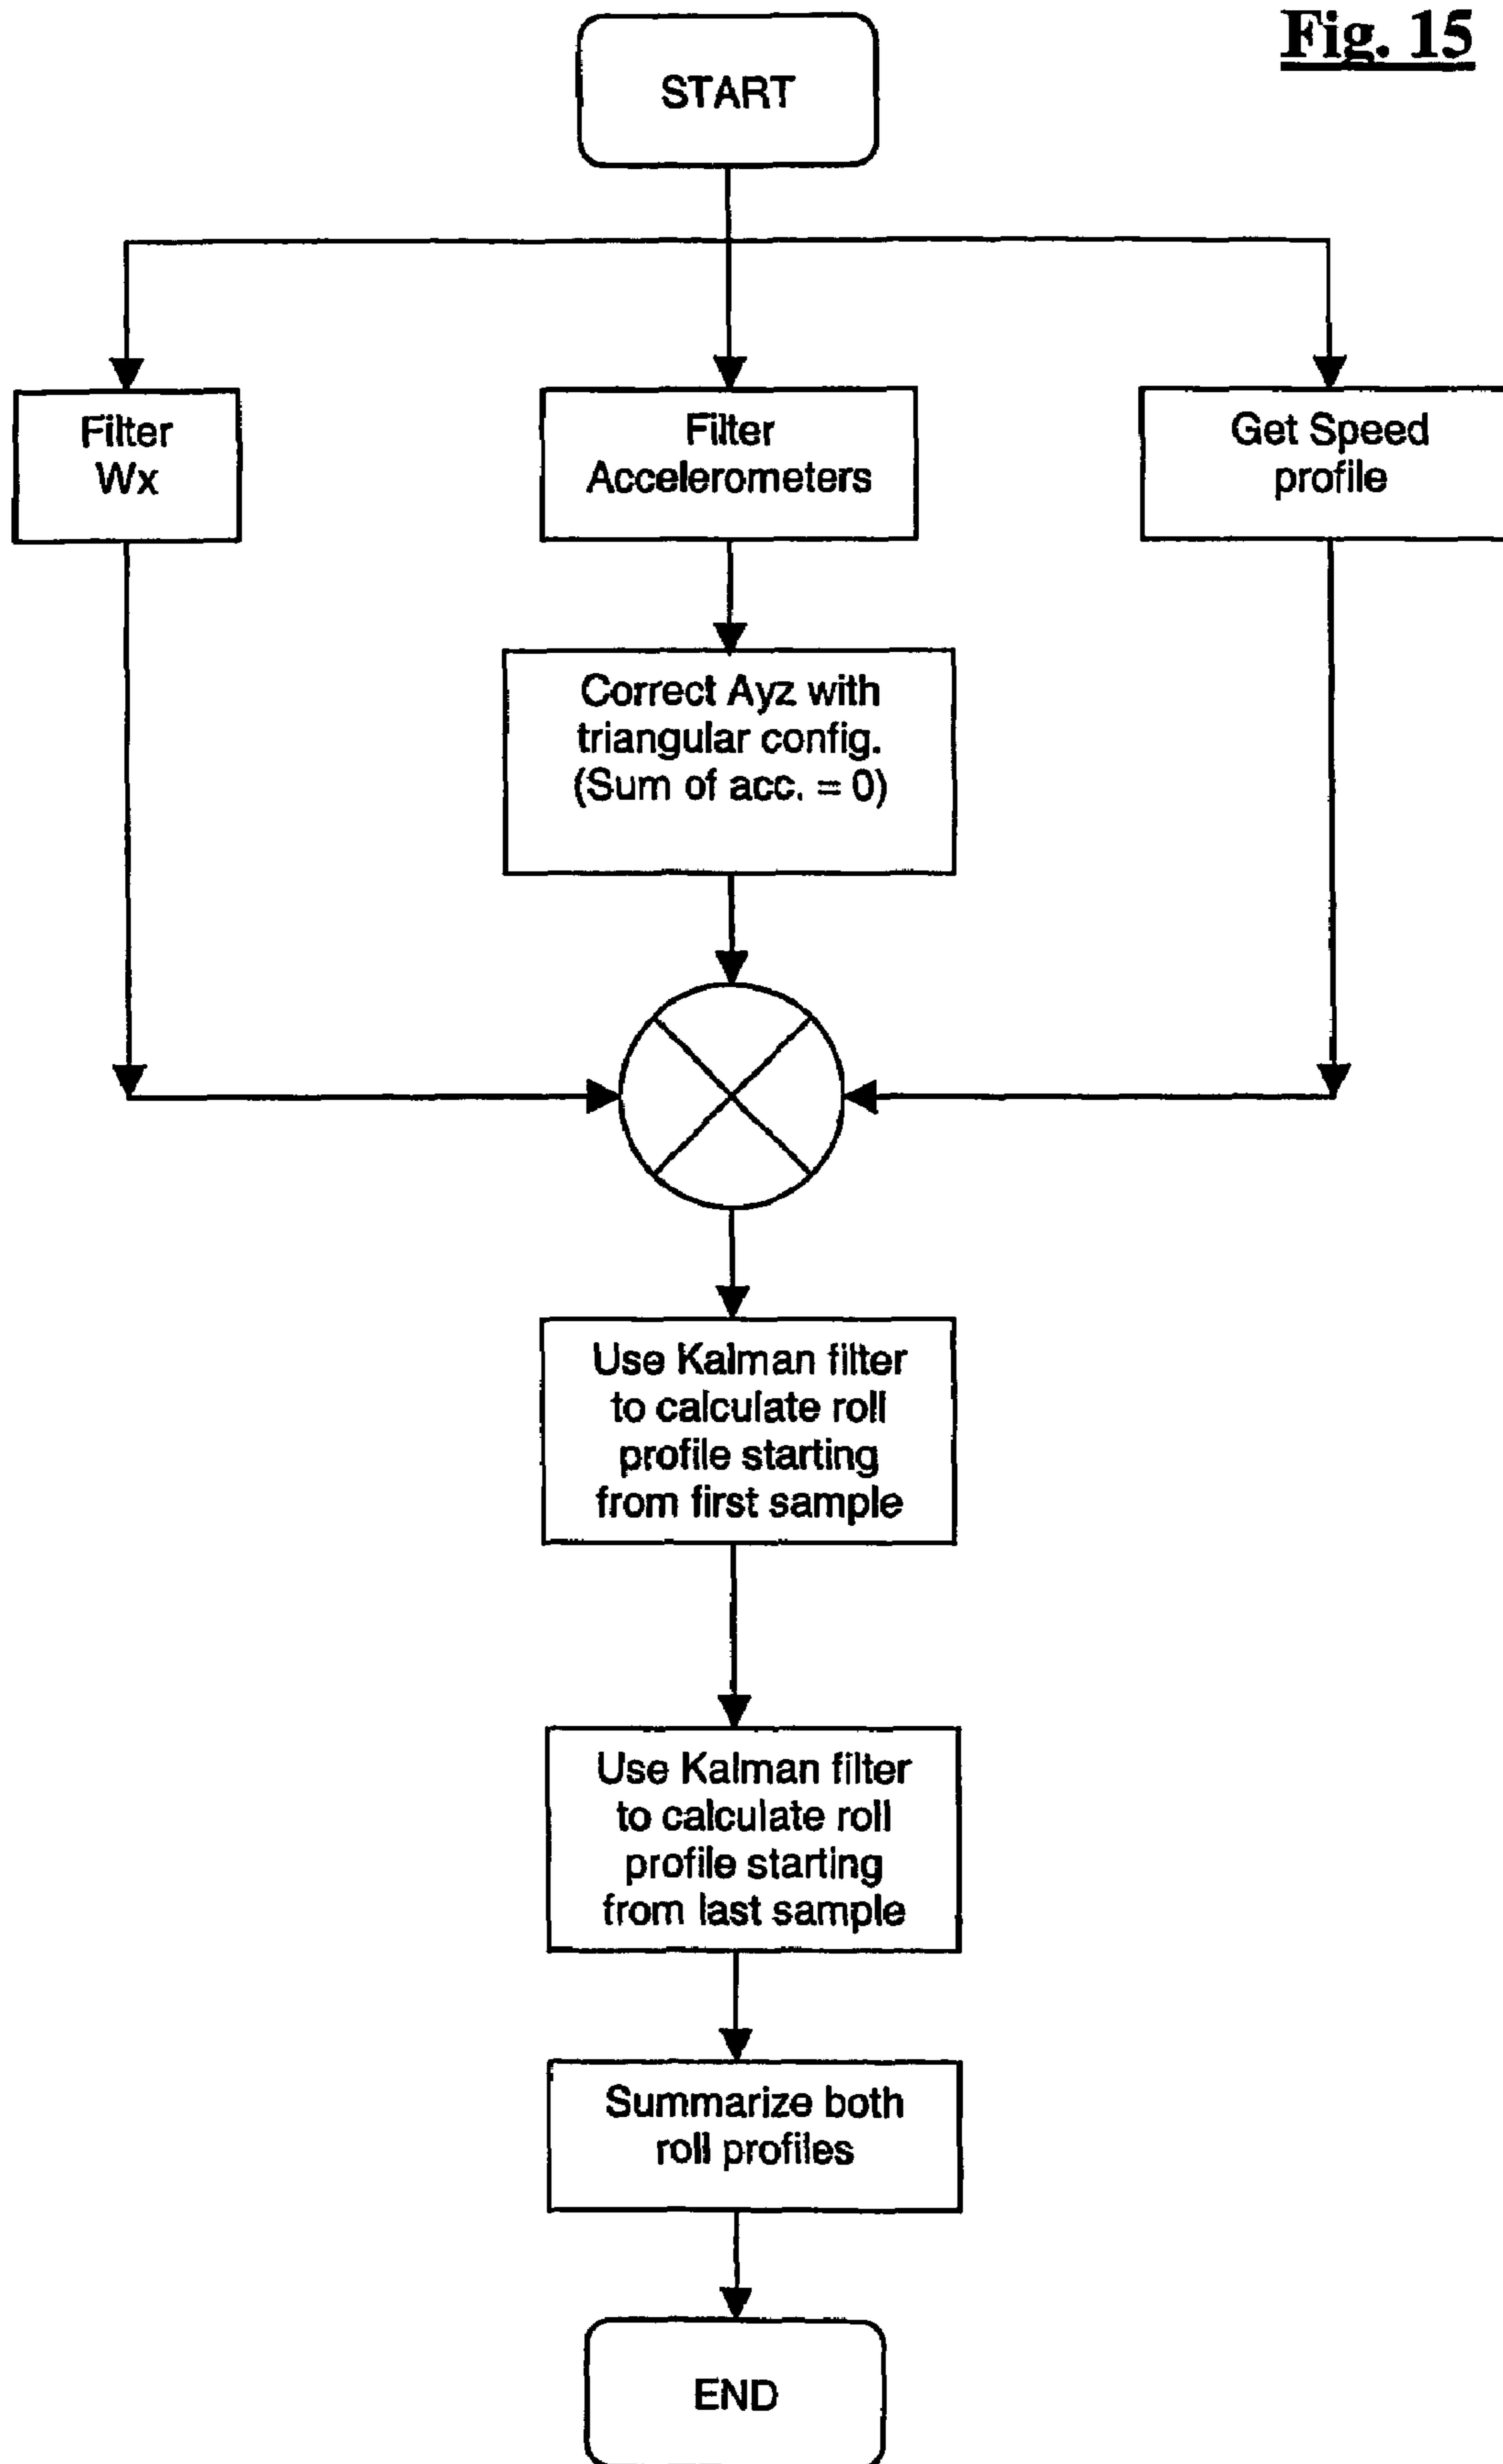 Fig. 15
START
Filter
Wx
Filter
Accelerometers
Get Speed
profile
Correct Ayz with
triangular config.
(Sum of acc. = 0)
Use Kalman filter
to calculate roll
profile starting
from first sample
Use Kalman filter
to calculate roll
profile starting
from last sample
Summarize both
roll profiles
END